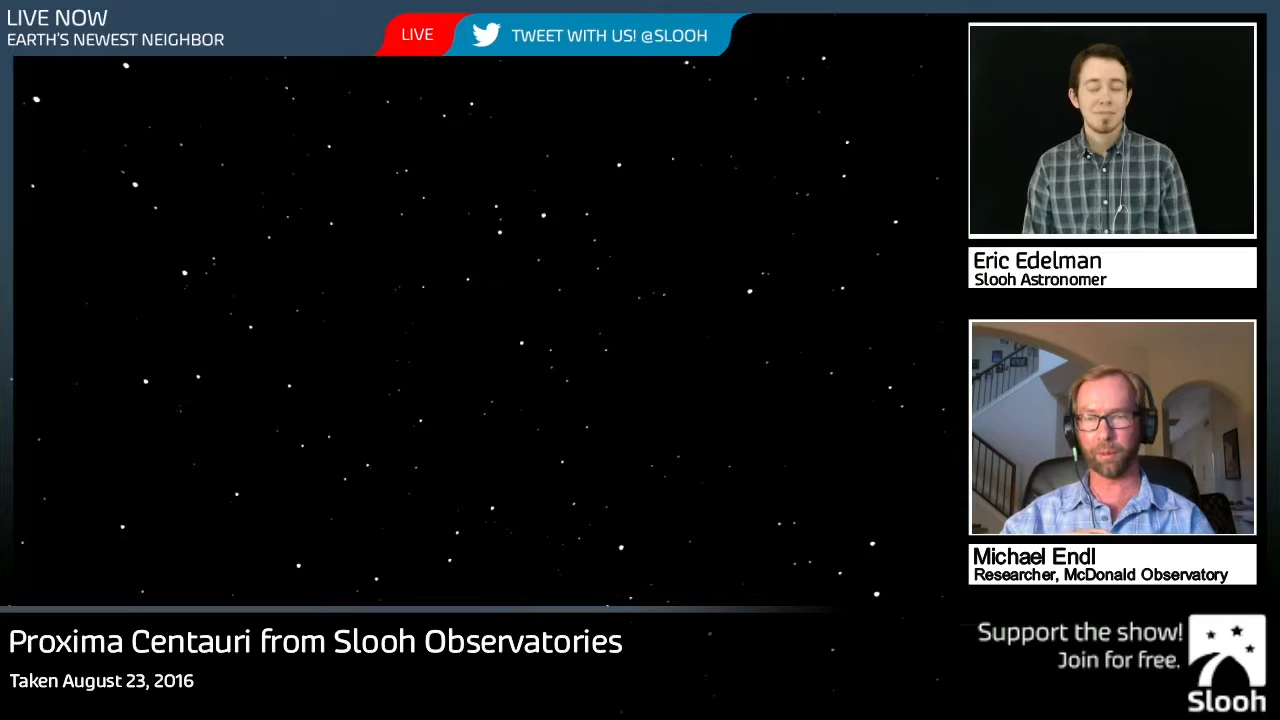 LIVE NOW
EARTH'S NEWEST NEIGHBOR
LIVE
TWEET WITH US! @SLOOH
Eric Edelman
Slooh Astronomer
Michael Endl
Researcher, McDonald Observatory
Proxima Centauri from Slooh Observatories
Taken August 23, 2016
Support the show!
Join for free.
Slooh